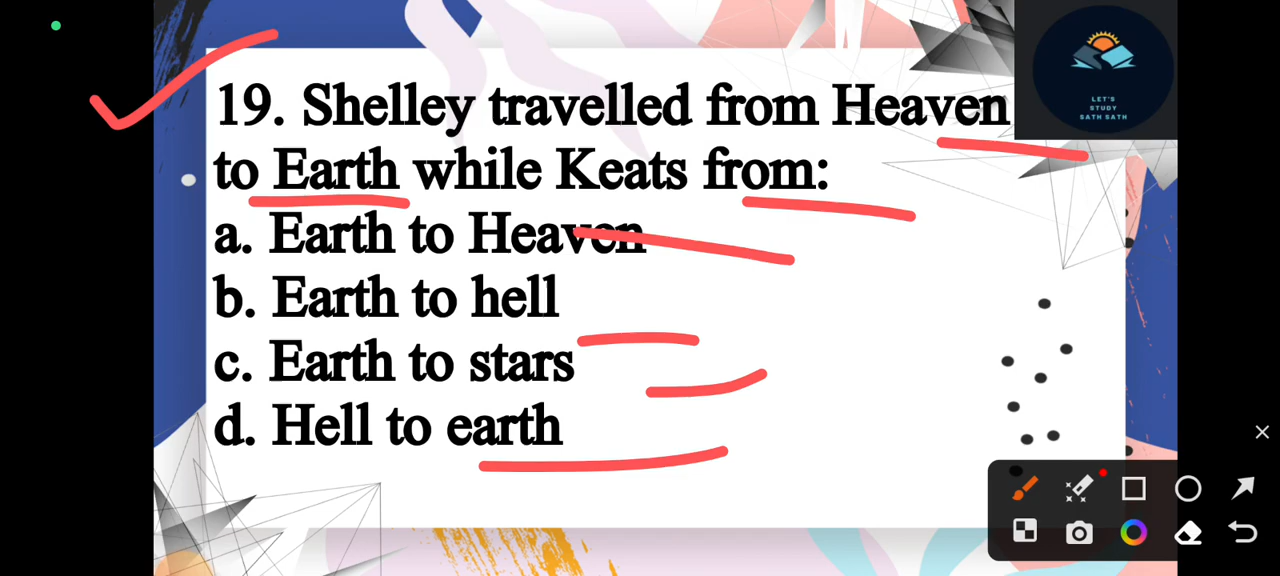 19. Shelley travelled from Heaven
to Earth while Keats from:
a. Earth to Heaven
b. Earth to hell
c. Earth to stars
d. Hell to earth
LET'S
STUDY
SATH SATH